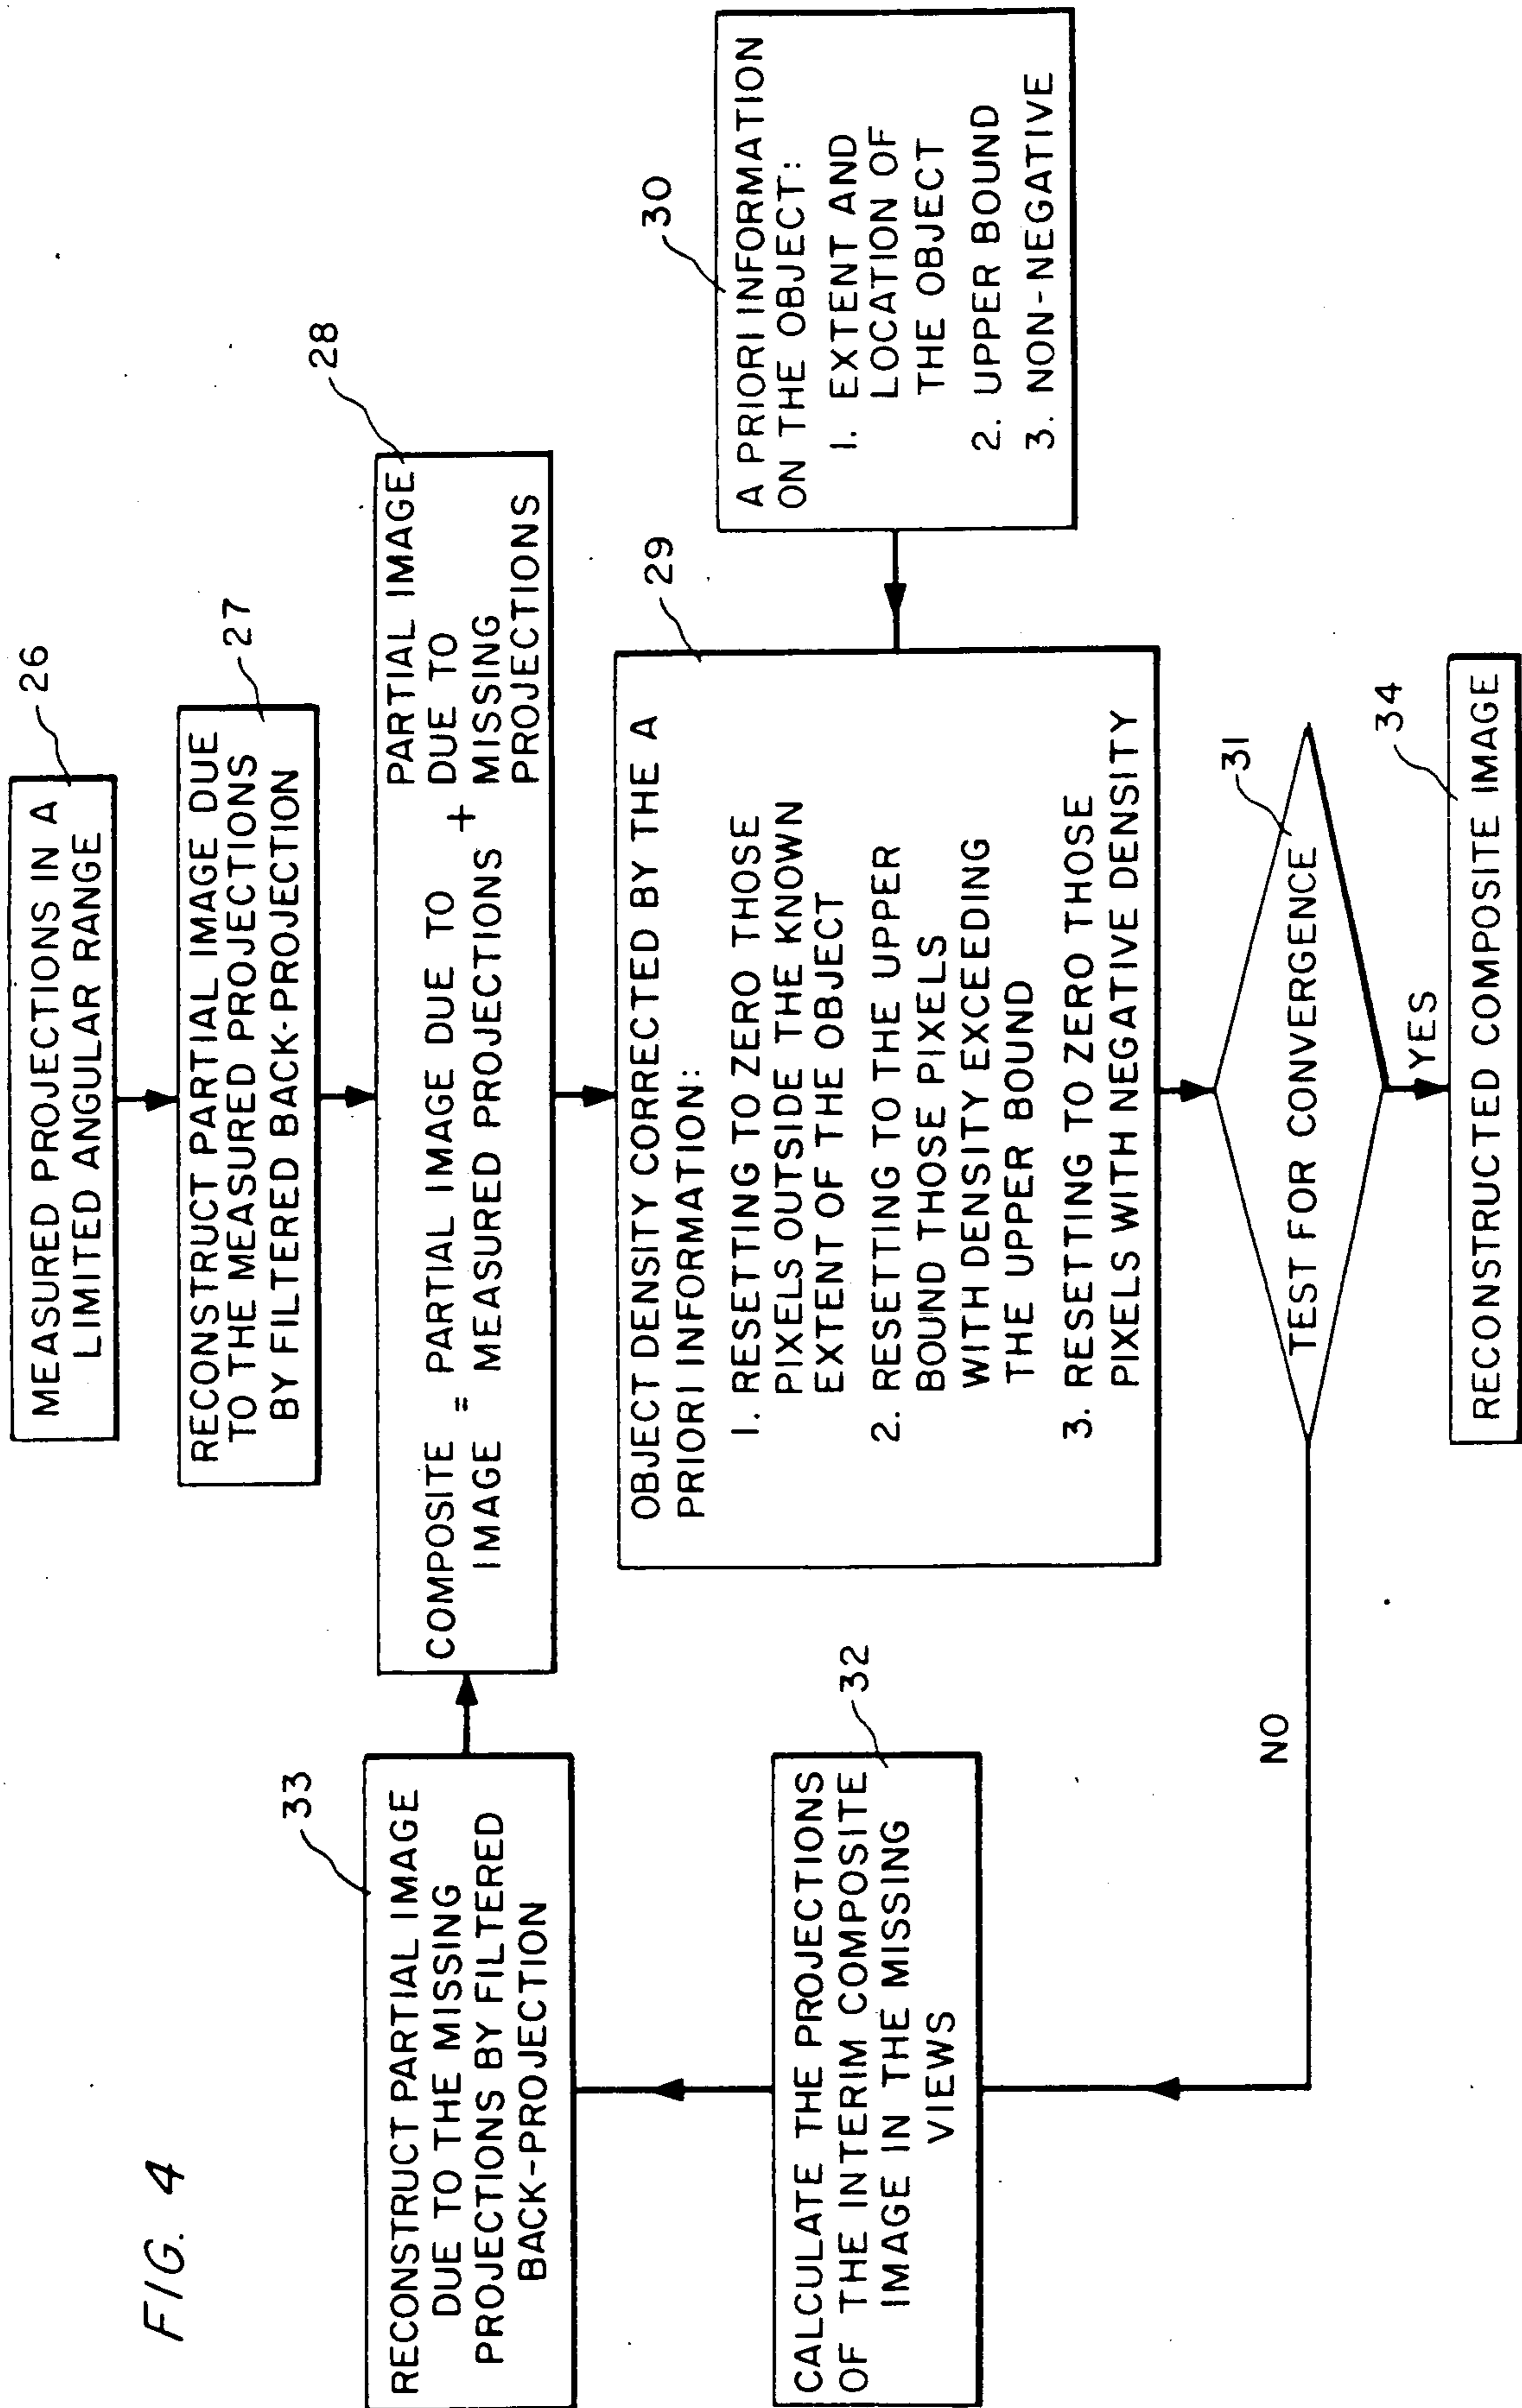 FIG. 4
26
MEASURED PROJECTIONS IN A
LIMITED ANGULAR RANGE
27
RECONSTRUCT PARTIAL IMAGE DUE
TO THE MEASURED PROJECTIONS
BY FILTERED BACK-PROJECTION
28
COMPOSITE = PARTIAL IMAGE DUE TO + PARTIAL IMAGE
IMAGE = MEASURED PROJECTIONS DUE TO
MISSING
PROJECTIONS
29
OBJECT DENSITY CORRECTED BY THE A
PRIORI INFORMATION:
1. RESETTING TO ZERO THOSE
PIXELS OUTSIDE THE KNOWN
EXTENT OF THE OBJECT
2. RESETTING TO THE UPPER
BOUND THOSE PIXELS
WITH DENSITY EXCEEDING
THE UPPER BOUND
3. RESETTING TO ZERO THOSE
PIXELS WITH NEGATIVE DENSITY
30
A PRIORI INFORMATION
ON THE OBJECT:
1. EXTENT AND
LOCATION OF
THE OBJECT
2. UPPER BOUND
3. NON-NEGATIVE
31
TEST FOR CONVERGENCE
NO
YES
32
CALCULATE THE PROJECTIONS
OF THE INTERIM COMPOSITE
IMAGE IN THE MISSING
VIEWS
33
RECONSTRUCT PARTIAL IMAGE
DUE TO THE MISSING
PROJECTIONS BY FILTERED
BACK-PROJECTION
34
RECONSTRUCTED COMPOSITE IMAGE